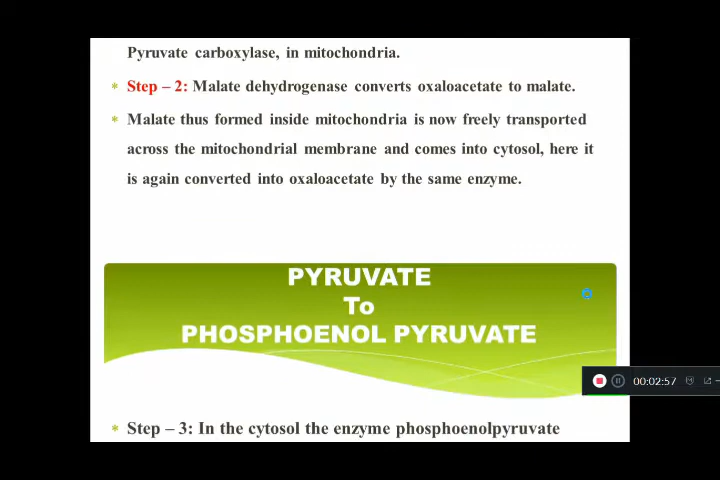 Pyruvate carboxylase, in mitochondria.
* Step – 2: Malate dehydrogenase converts oxaloacetate to malate.
* Malate thus formed inside mitochondria is now freely transported
across the mitochondrial membrane and comes into cytosol, here it
is again converted into oxaloacetate by the same enzyme.
PYRUVATE
To
PHOSPHOENOL PYRUVATE
00:02:57
* Step – 3: In the cytosol the enzyme phosphoenolpyruvate